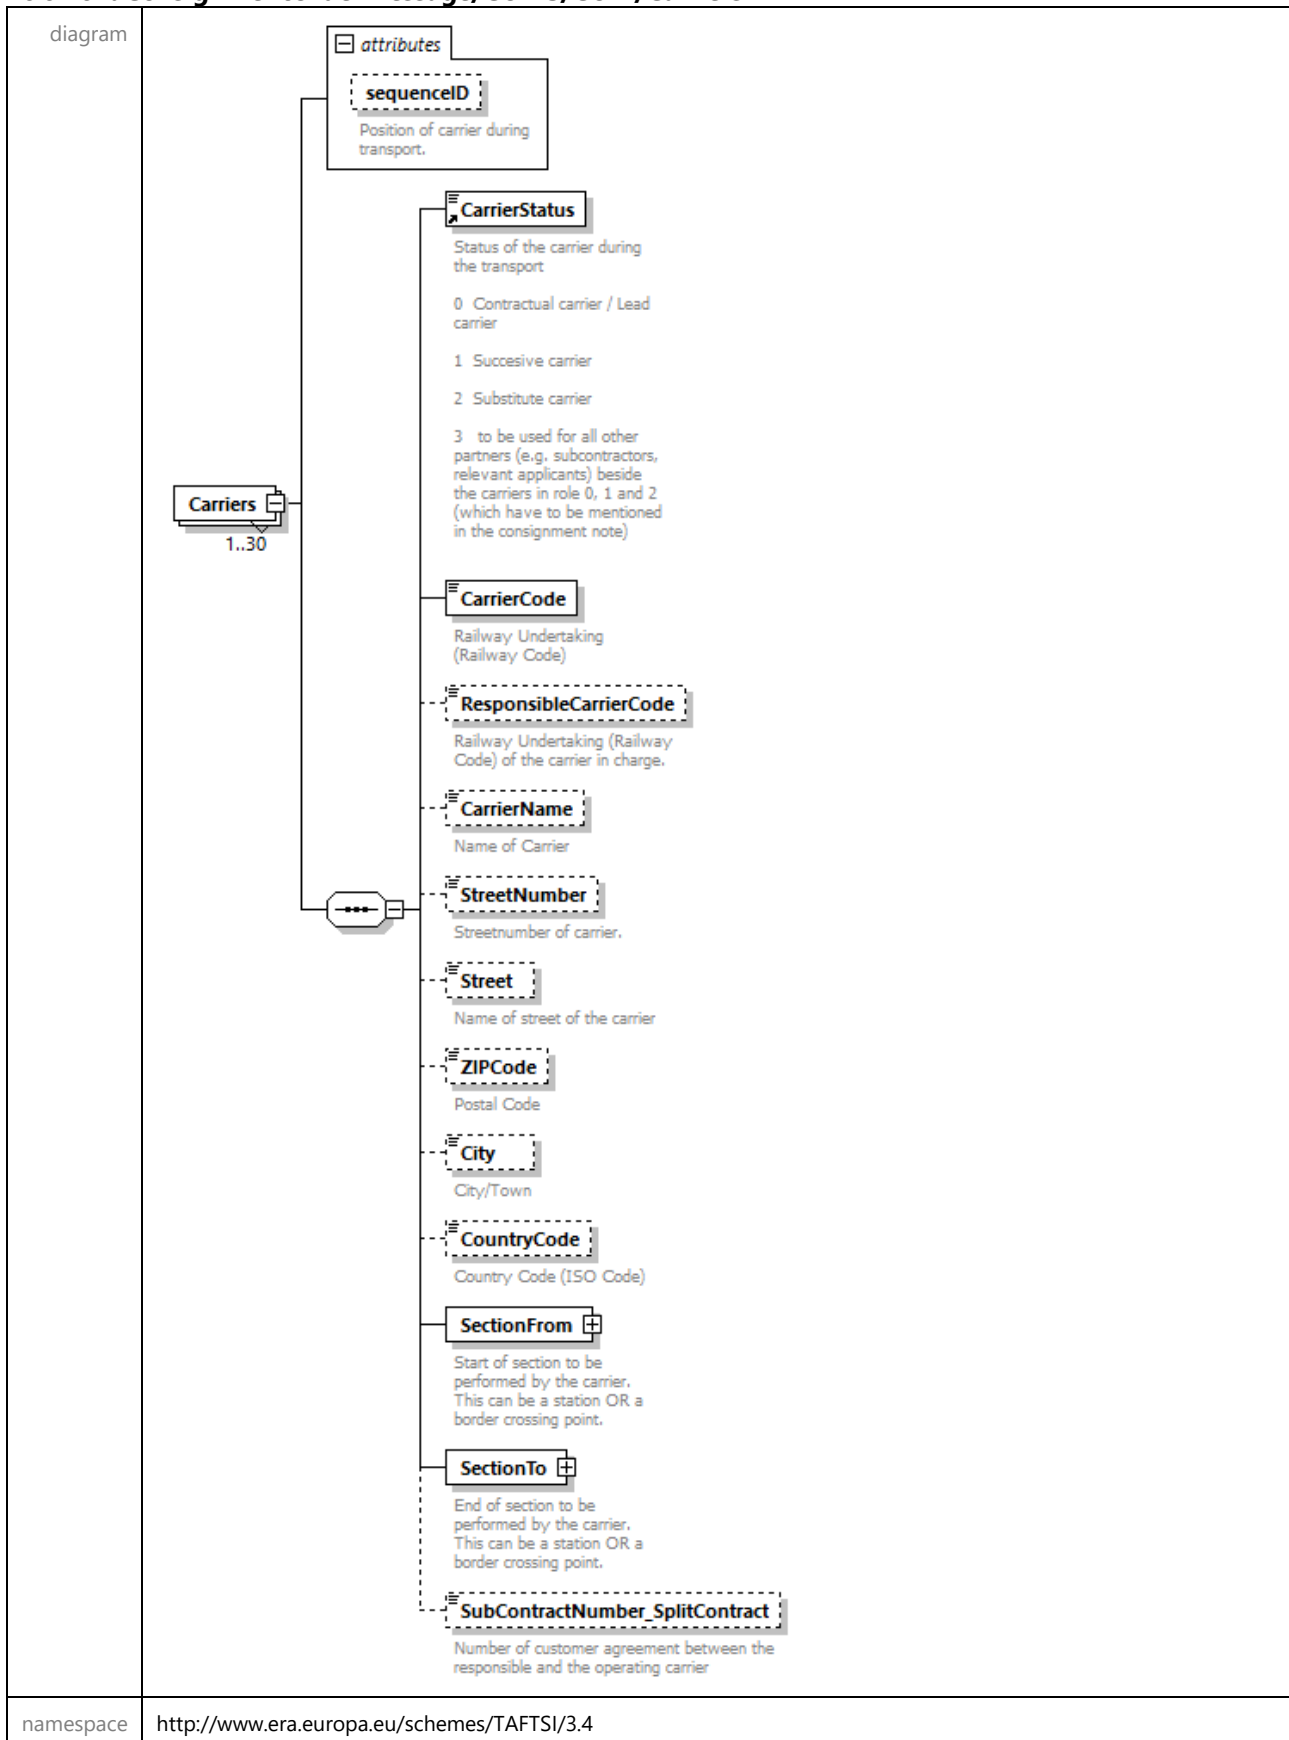 diagram
attributes
sequenceID
Position of carrier during
transport.
CarrierStatus
Status of the carrier during
the transport
0 Contractual carrier / Lead
carrier
1 Succesive carrier
2 Substitute carrier
3 to be used for all other
partners (e.g. subcontractors,
relevant applicants) beside
the carriers in role 0, 1 and 2
(which have to be mentioned
in the consignment note)
Carriers
1..30
CarrierCode
Railway Undertaking
(Railway Code)
ResponsibleCarrierCode
Railway Undertaking (Railway
Code) of the carrier in charge.
CarrierName
Name of Carrier
StreetNumber
Streetnumber of carrier.
Street
Name of street of the carrier
ZIPCode
Postal Code
City
City/Town
CountryCode
Country Code (ISO Code)
SectionFrom
Start of section to be
performed by the carrier.
This can be a station OR a
border crossing point.
SectionTo
End of section to be
performed by the carrier.
This can be a station OR a
border crossing point.
SubContractNumber_SplitContract
Number of customer agreement between the
responsible and the operating carrier
namespace
http://www.era.europa.eu/schemes/TAFTSI/3.4